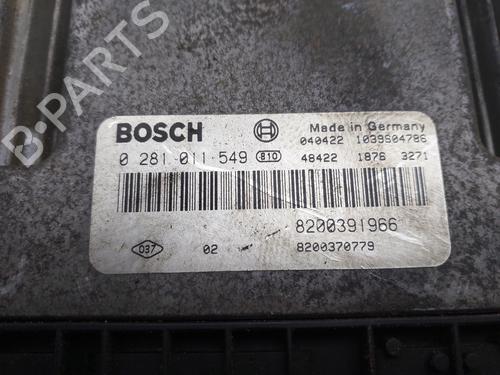 BOSCH
Made in Germany
040422 1039S04786
0 281 011 549 810 48422 1876 3271
8200391966
037 02 8200370779
B-PARTS